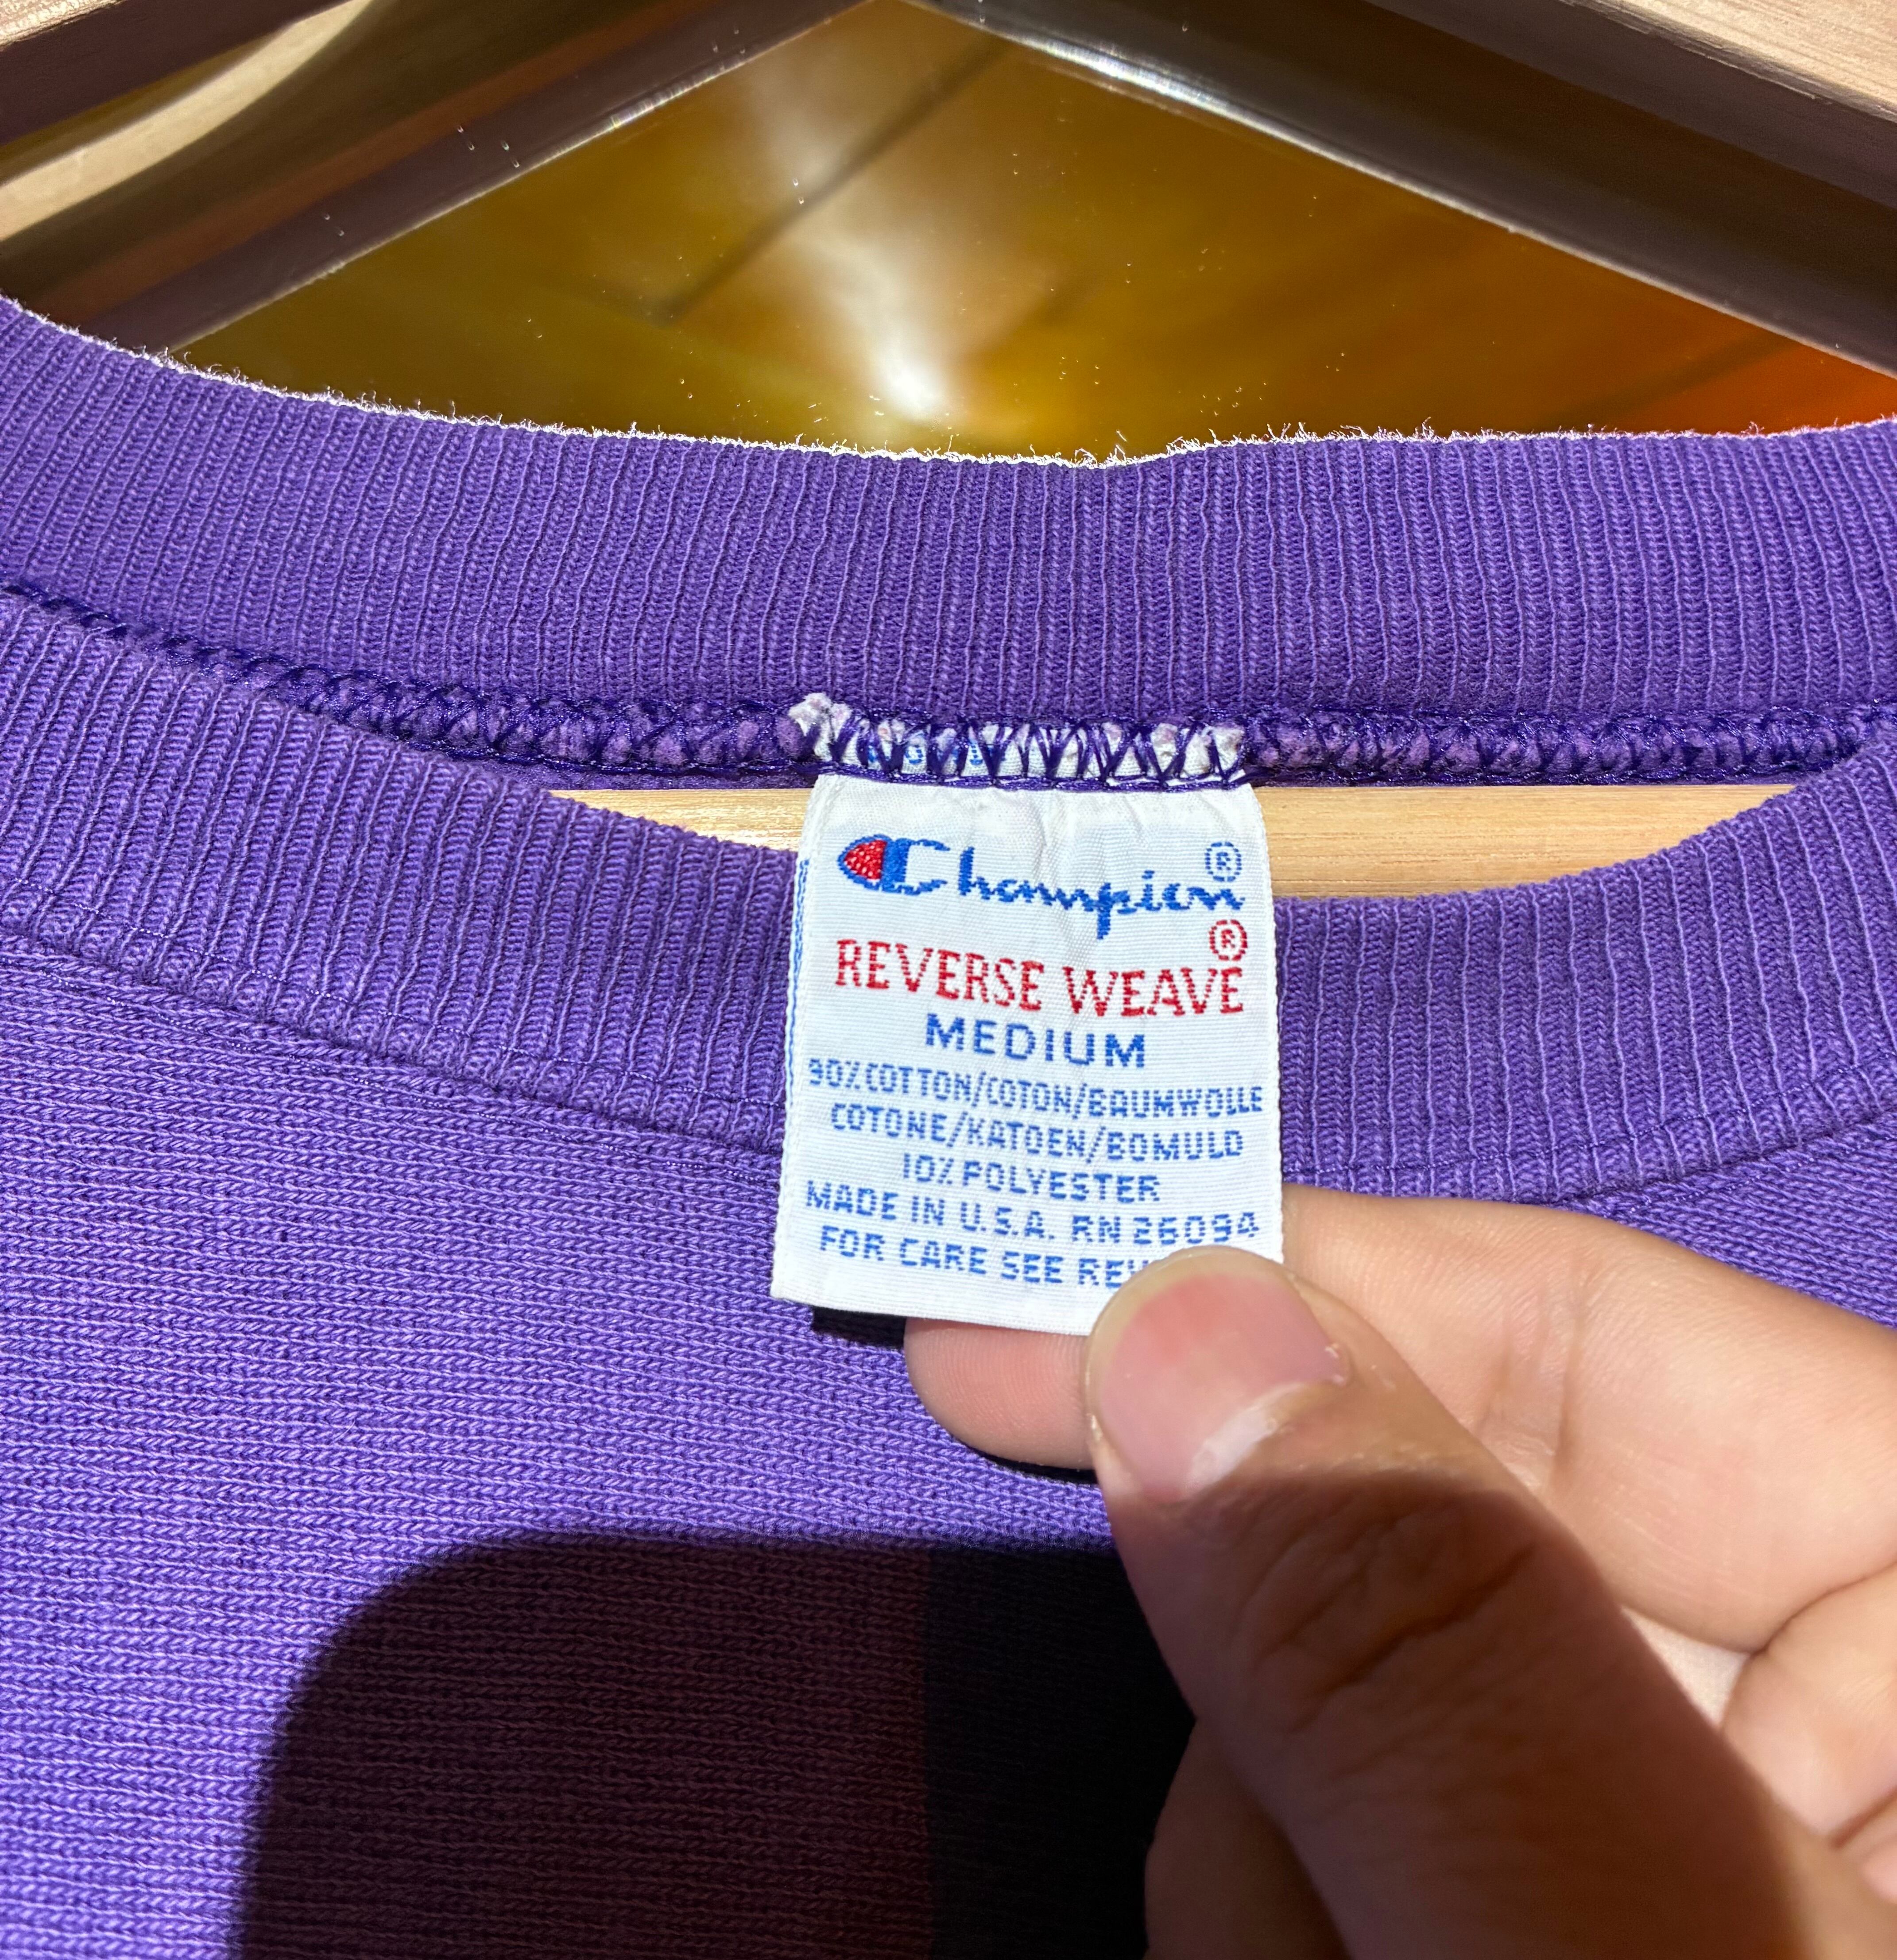 Champion®
REVERSE WEAVE®
MEDIUM
90% COTTON/COTON/BAUMWOLLE
COTONE/KATOEN/BOMULD
10% POLYESTER
MADE IN U.S.A. RN 26094
FOR CARE SEE